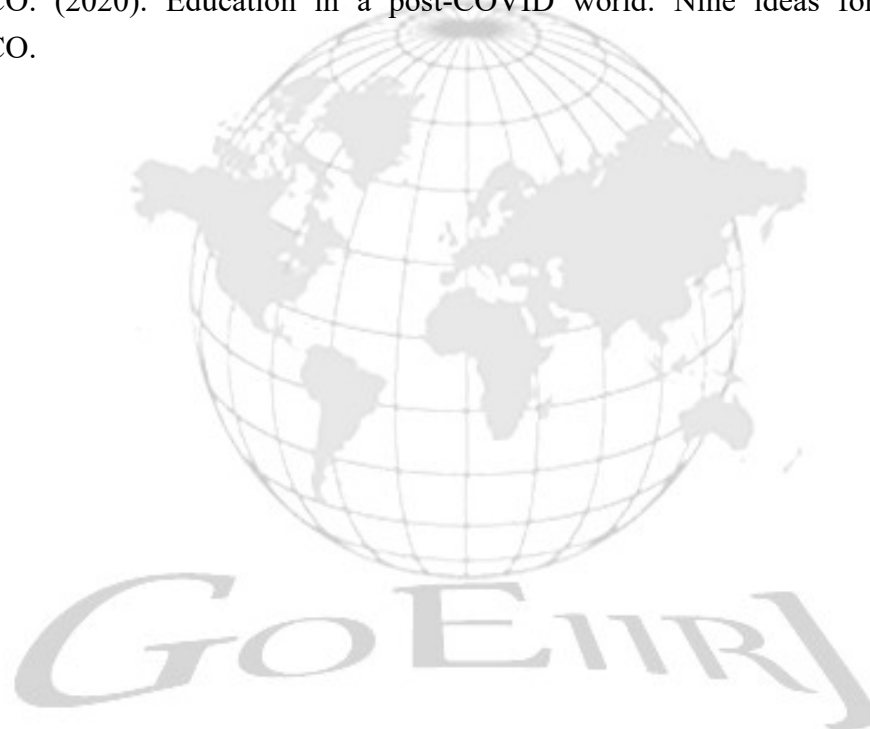 CO. (2020). Education in a post-COVID world. Nine ideas for
CO.
GOEIIRJ